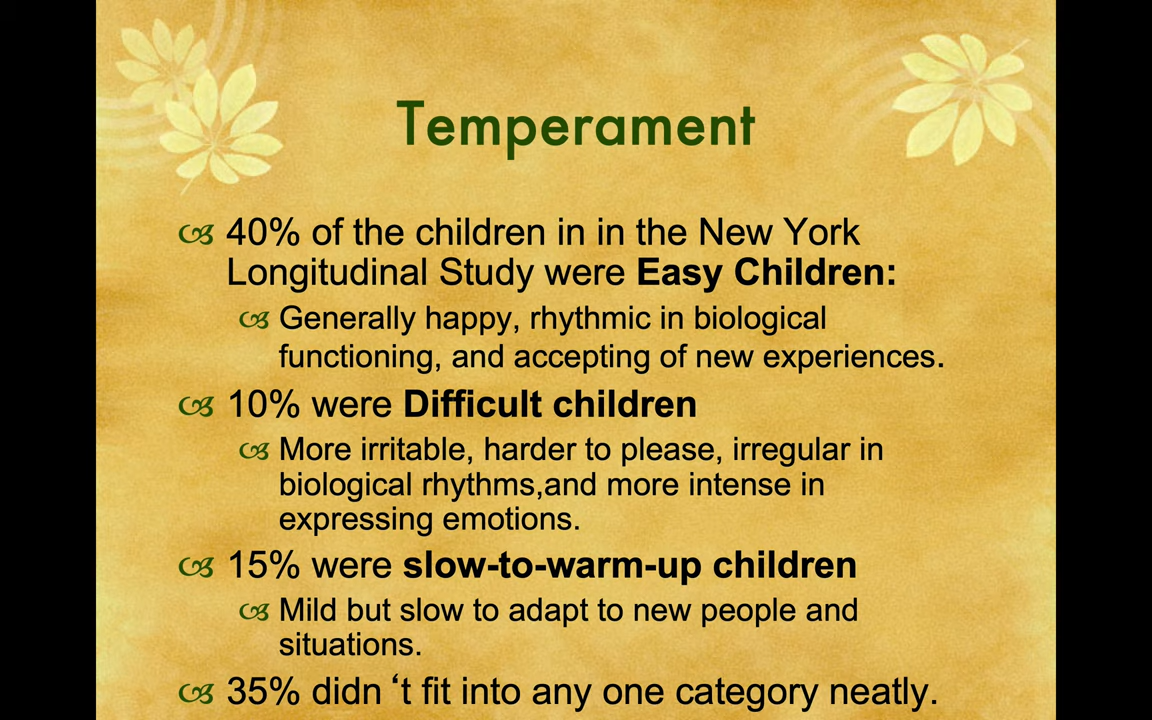 Temperament
40% of the children in in the New York
Longitudinal Study were Easy Children:
Generally happy, rhythmic in biological
functioning, and accepting of new experiences.
10% were Difficult children
More irritable, harder to please, irregular in
biological rhythms,and more intense in
expressing emotions.
15% were slow-to-warm-up children
Mild but slow to adapt to new people and
situations.
35% didn ‘t fit into any one category neatly.